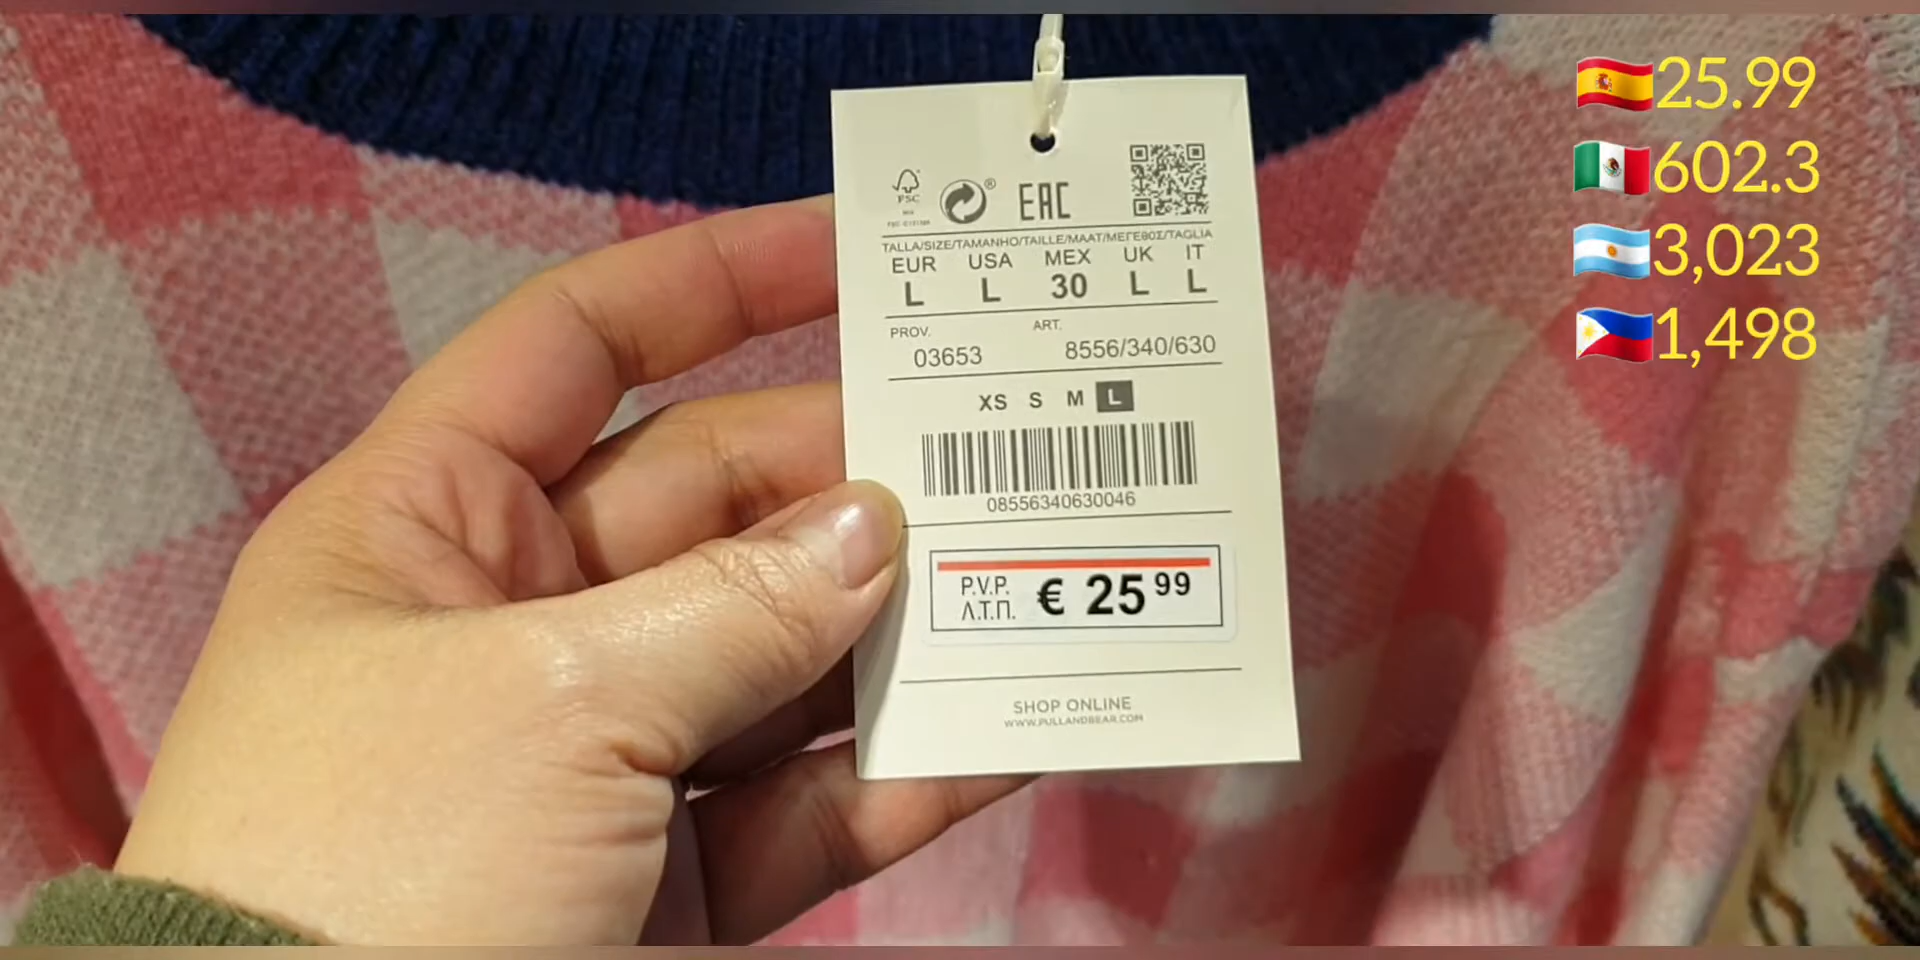 25.99
602.3
3,023
1,498
FSC
®
EAC
TALLA/SIZE/TAMANHO/TAILLE/MAAT/ΜΕΓΕΘΟΣ/TAGLIA
EUR USA MEX UK IT
L L 30 L L
PROV. ART.
03653 8556/340/630
XS S M L
08556340630046
P.V.P.
Λ.Τ.Π.
€ 25 99
SHOP ONLINE
WWW.PULLANDBEAR.COM